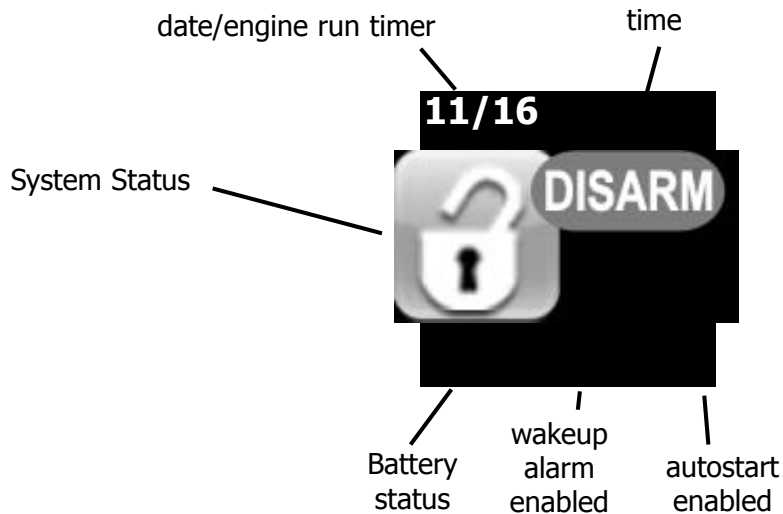 date/engine run timer
time
11/16
System Status
DISARM
Battery
status
wakeup
alarm
enabled
autostart
enabled